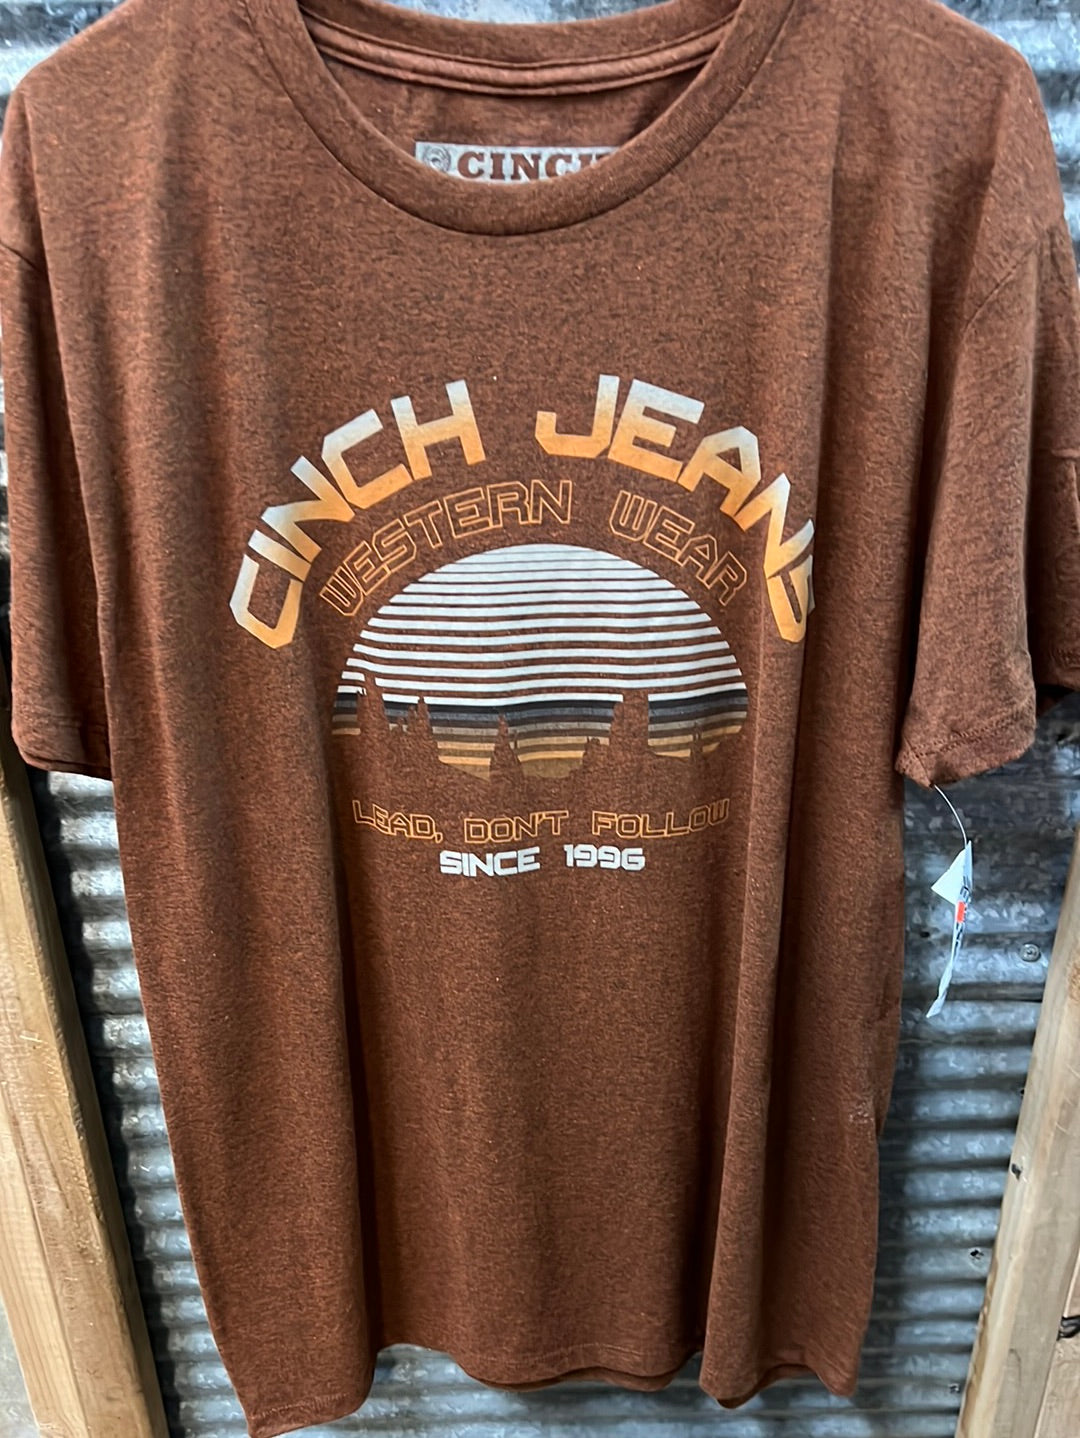 CINCH
CINCH JEANS
WESTERN WEAR
LEAD, DON'T FOLLOW
SINCE 1996